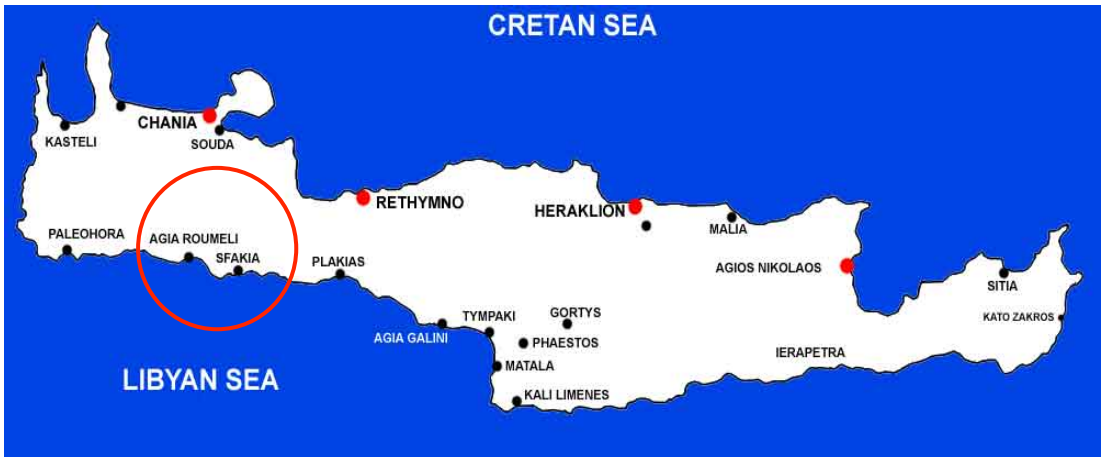 CRETAN SEA
CHANIA
KASTELI
SOUDA
RETHYMNO
HERAKLION
MALIA
PALEOHORA
AGIA ROUMELI
SFAKIA
PLAKIAS
AGIOS NIKOLAOS
SITIA
TYMPAKI
GORTYS
KATO ZAKROS
AGIA GALINI
PHAESTOS
IERAPETRA
MATALA
LIBYAN SEA
KALI LIMENES